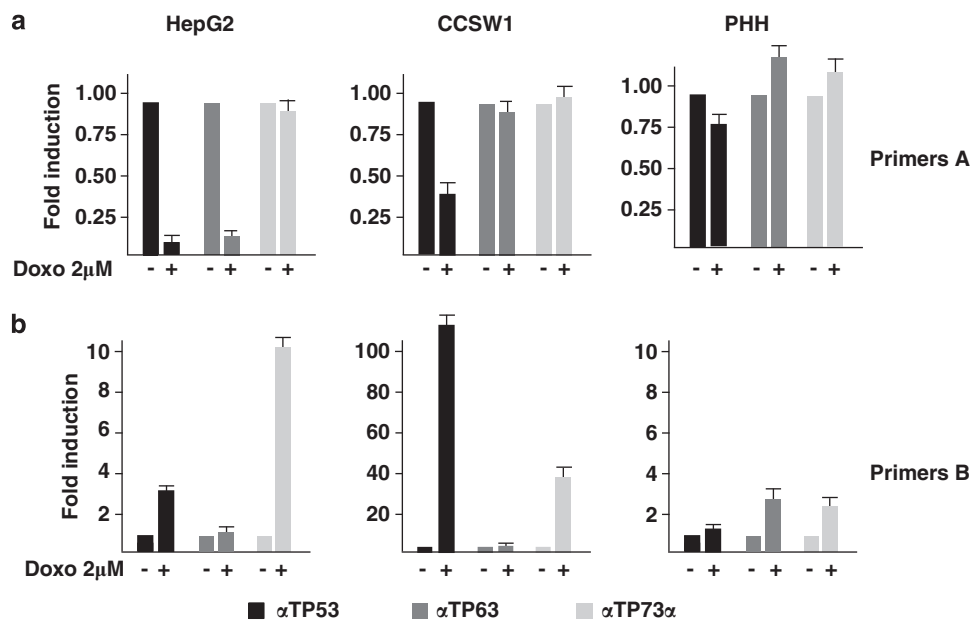 a
HepG2
CCSW1
PHH
Fold induction
1.00
0.75
0.50
0.25
1.00
0.75
0.50
0.25
1.00
0.75
0.50
0.25
Primers A
Doxo 2μM - + - + - +
- + - + - +
- + - + - +
b
Fold induction
10
8
6
4
2
100
80
60
40
20
10
8
6
4
2
Primers B
Doxo 2μM - + - + - +
- + - + - +
- + - + - +
αTP53 αTP63 αTP73α